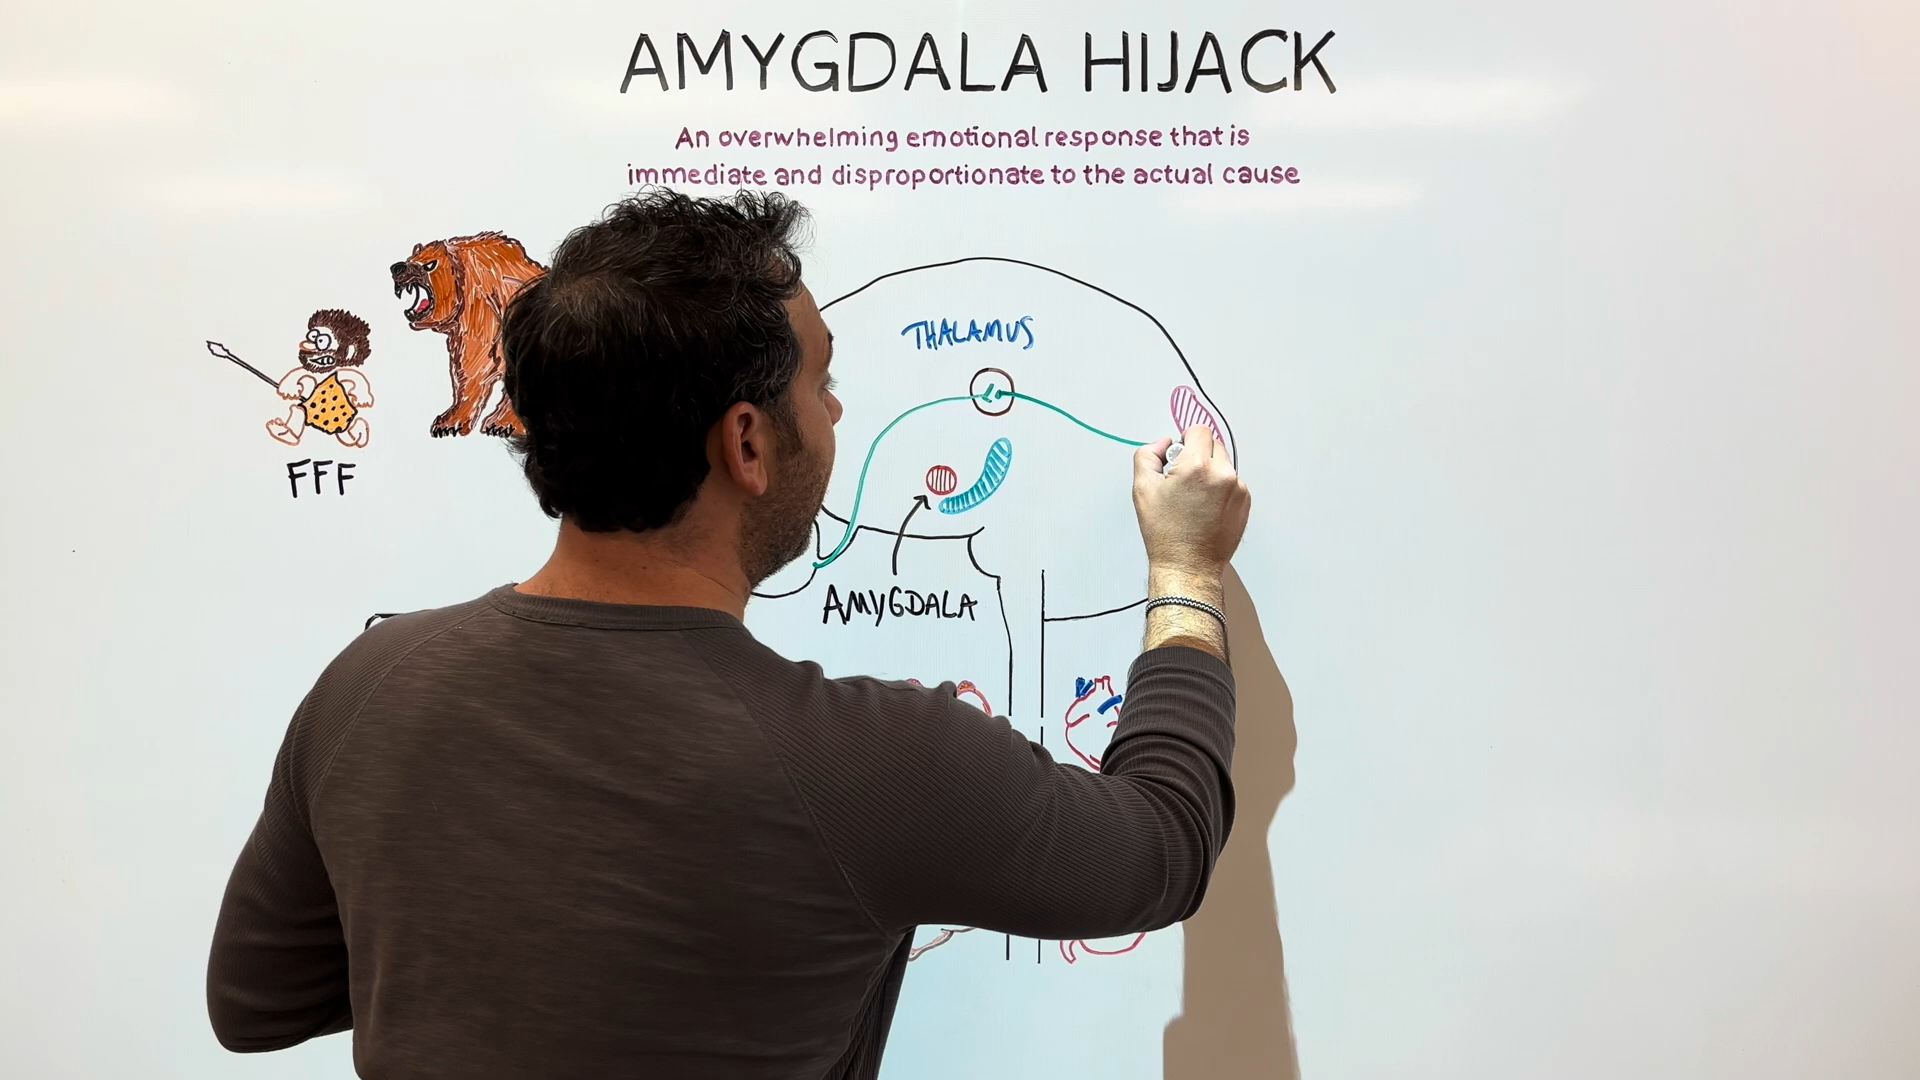 AMYGDALA HIJACK
An overwhelming emotional response that is
immediate and disproportionate to the actual cause
THALAMUS
FFF
AMYGDALA